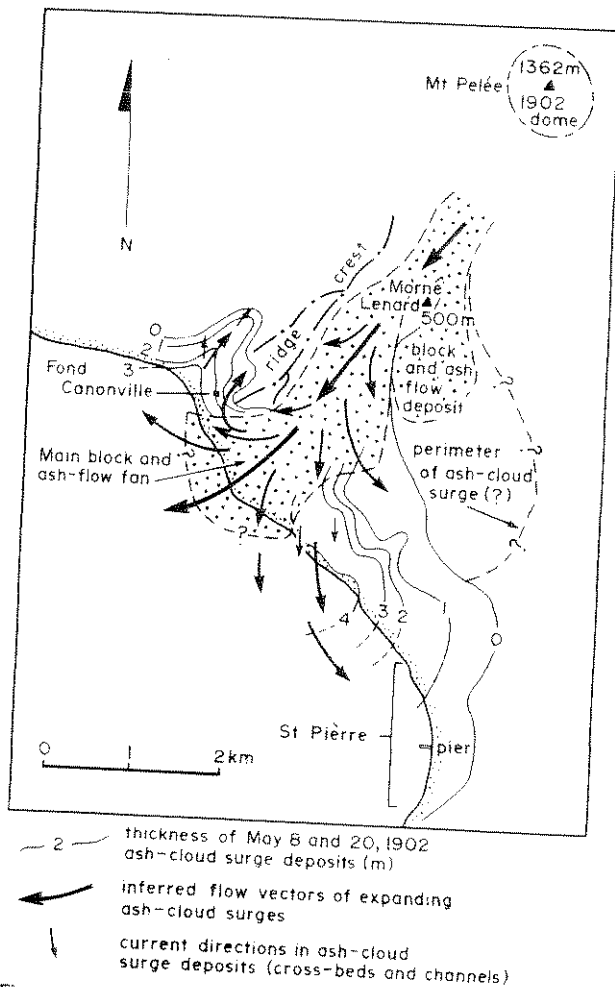 Mt Pelée
1362m
1902
dome
N
ridge crest
Morne
Lenard
500m
block
and ash
flow
deposit
0
1
2
3
Fond
Canonville
?
?
?
perimeter
of ash-cloud
surge (?)
Main block and
ash-flow fan
?
?
?
4
3
2
1
0
St Pièrre
pier
0 1 2km
2 thickness of May 8 and 20, 1902
ash-cloud surge deposits (m)
inferred flow vectors of expanding
ash-cloud surges
current directions in ash-cloud
surge deposits (cross-beds and channels)